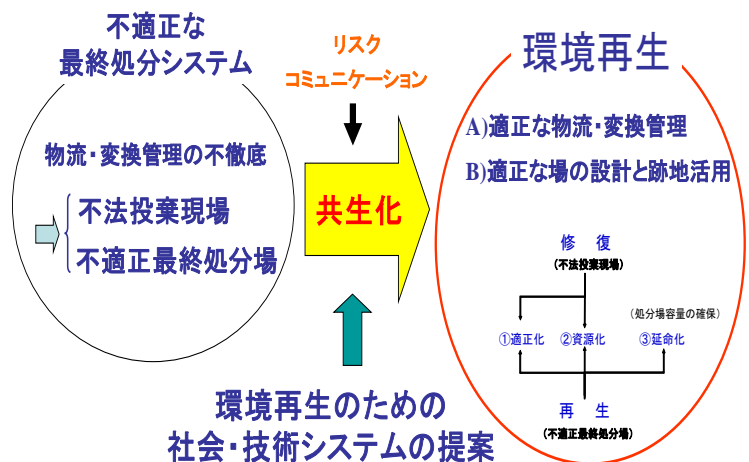 不適正な
最終処分システム
物流・変換管理の不徹底
不法投棄現場
不適正最終処分場
リスク
コミュニケーション
共生化
環境再生のための
社会・技術システムの提案
環境再生
A)適正な物流・変換管理
B)適正な場の設計と跡地活用
修 復
(不法投棄現場)
(処分場容量の確保)
①適正化 ②資源化 ③延命化
再 生
(不適正最終処分場)